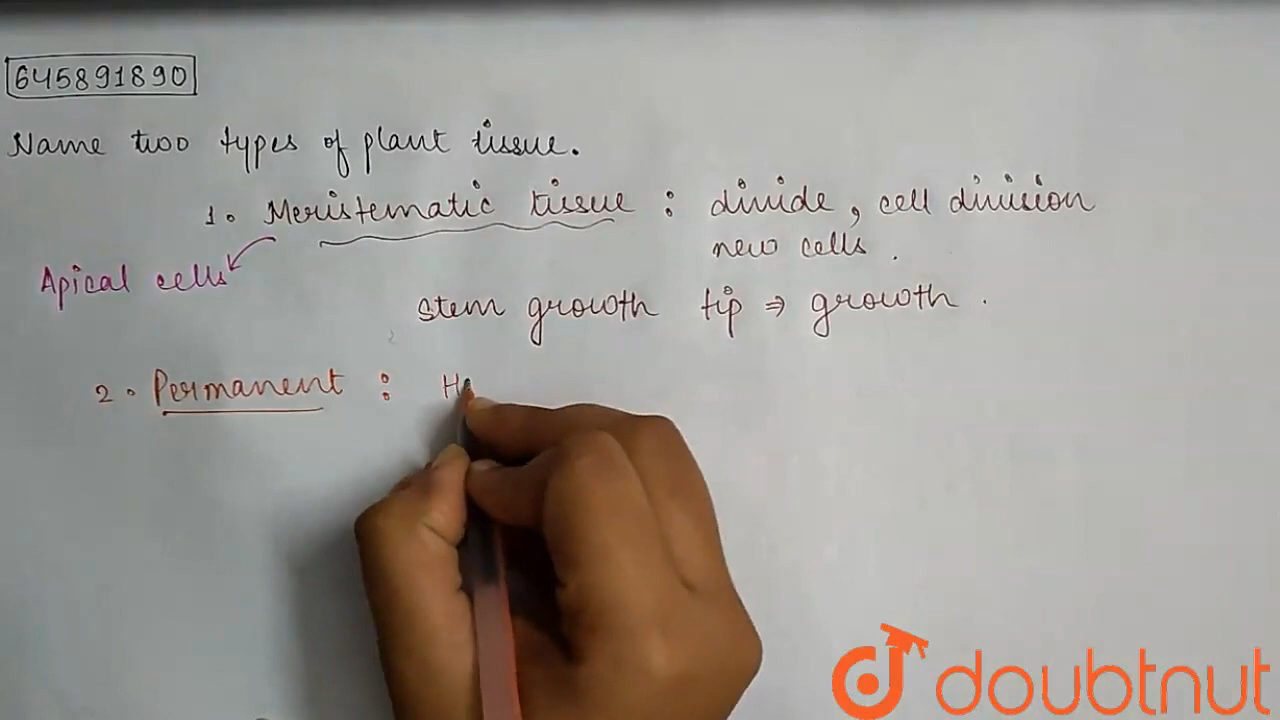 645891890
Name two types of plant tissue.
1. Meristematic tissue : divide, cell division
new cells.
Apical cells
stem growth tip ⇒ growth.
2. Permanent :
doubtnut